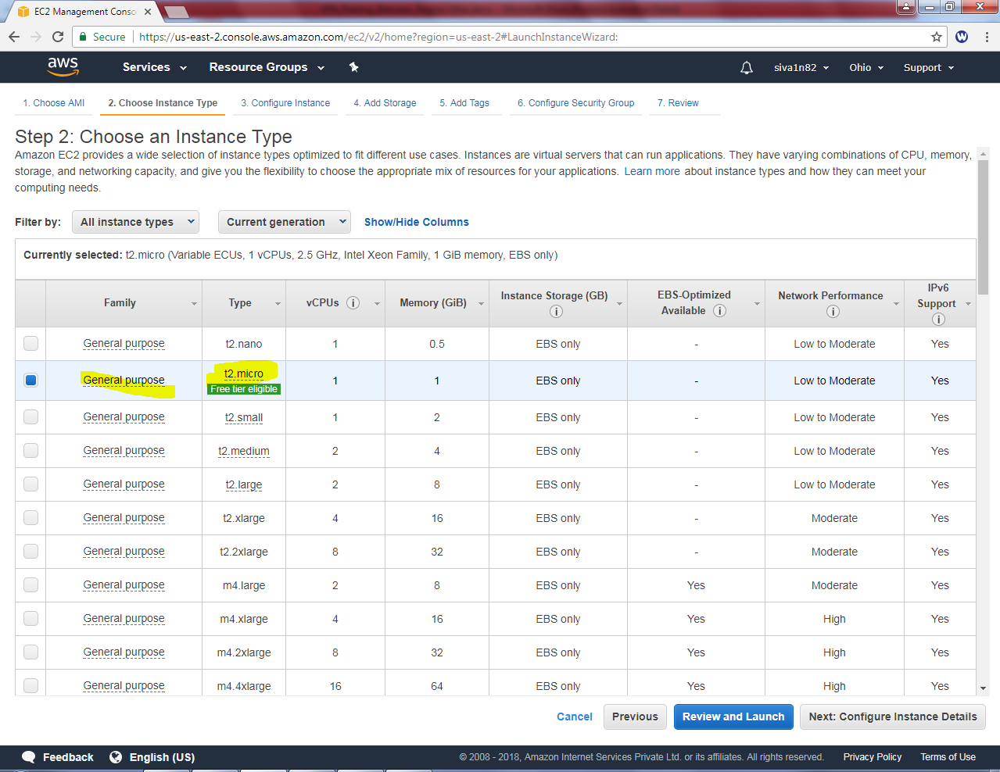 EC2 Management Conso
Secure https://us-east-2.console.aws.amazon.com/ec2/v2/home?region=us-east-2#LaunchInstanceWizard:
aws Services Resource Groups siva1n82 Ohio Support
1. Choose AMI 2. Choose Instance Type 3. Configure Instance 4. Add Storage 5. Add Tags 6. Configure Security Group 7. Review
Step 2: Choose an Instance Type
Amazon EC2 provides a wide selection of instance types optimized to fit different use cases. Instances are virtual servers that can run applications. They have varying combinations of CPU, memory,
storage, and networking capacity, and give you the flexibility to choose the appropriate mix of resources for your applications. Learn more about instance types and how they can meet your
computing needs.
Filter by: All instance types Current generation Show/Hide Columns
Currently selected: t2.micro (Variable ECUs, 1 vCPUs, 2.5 GHz, Intel Xeon Family, 1 GiB memory, EBS only)
Family Type vCPUs Memory (GiB) Instance Storage (GB) EBS-Optimized Available Network Performance IPv6 Support
General purpose t2.nano 1 0.5 EBS only - Low to Moderate Yes
General purpose t2.micro 1 1 EBS only - Low to Moderate Yes
Free tier eligible
General purpose t2.small 1 2 EBS only - Low to Moderate Yes
General purpose t2.medium 2 4 EBS only - Low to Moderate Yes
General purpose t2.large 2 8 EBS only - Low to Moderate Yes
General purpose t2.xlarge 4 16 EBS only - Moderate Yes
General purpose t2.2xlarge 8 32 EBS only - Moderate Yes
General purpose m4.large 2 8 EBS only Yes Moderate Yes
General purpose m4.xlarge 4 16 EBS only Yes High Yes
General purpose m4.2xlarge 8 32 EBS only Yes High Yes
General purpose m4.4xlarge 16 64 EBS only Yes High Yes
Cancel Previous Review and Launch Next: Configure Instance Details
Feedback English (US) © 2008 - 2018, Amazon Internet Services Private Ltd. or its affiliates. All rights reserved. Privacy Policy Terms of Use